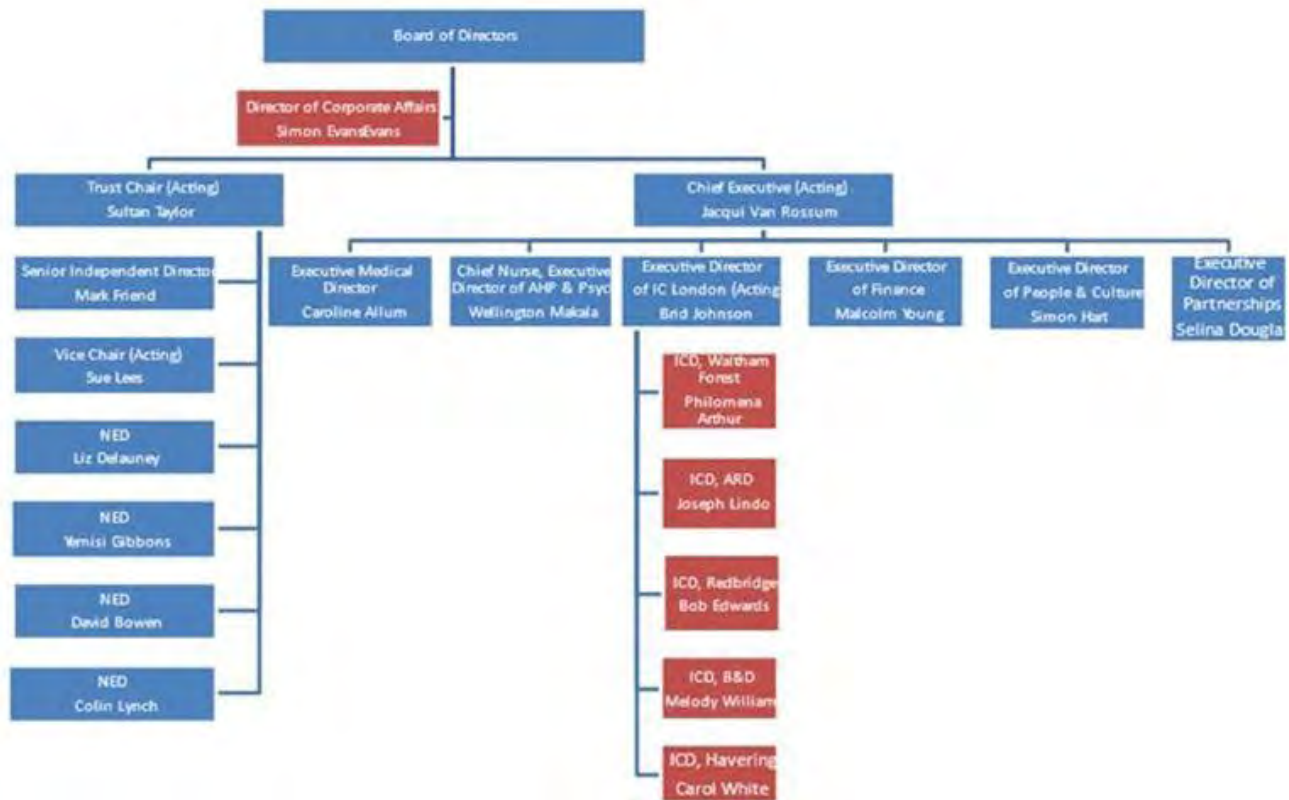 Board of Directors
Director of Corporate Affairs
Simon EvansEvans
Trust Chair (Acting)
Sultan Taylor
Chief Executive (Acting)
Jacqui Van Rossum
Senior Independent Director
Mark Friend
Executive Medical
Director
Caroline Allum
Chief Nurse, Executive
Director of AHP & Psyc
Wellington Makala
Executive Director
of IC London (Acting
Brid Johnson
Executive Director
of Finance
Malcolm Young
Executive Director
of People & Culture
Simon Hart
Executive
Director of
Partnerships
Selina Douglas
Vice Chair (Acting)
Sue Lees
NED
Liz Delauney
NED
Yemisi Gibbons
NED
David Bowen
NED
Colin Lynch
ICD, Waltham
Forest
Philomena
Arthur
ICD, ARD
Joseph Lindo
ICD, Redbridge
Bob Edwards
ICD, B&D
Melody William
ICD, Havering
Carol White